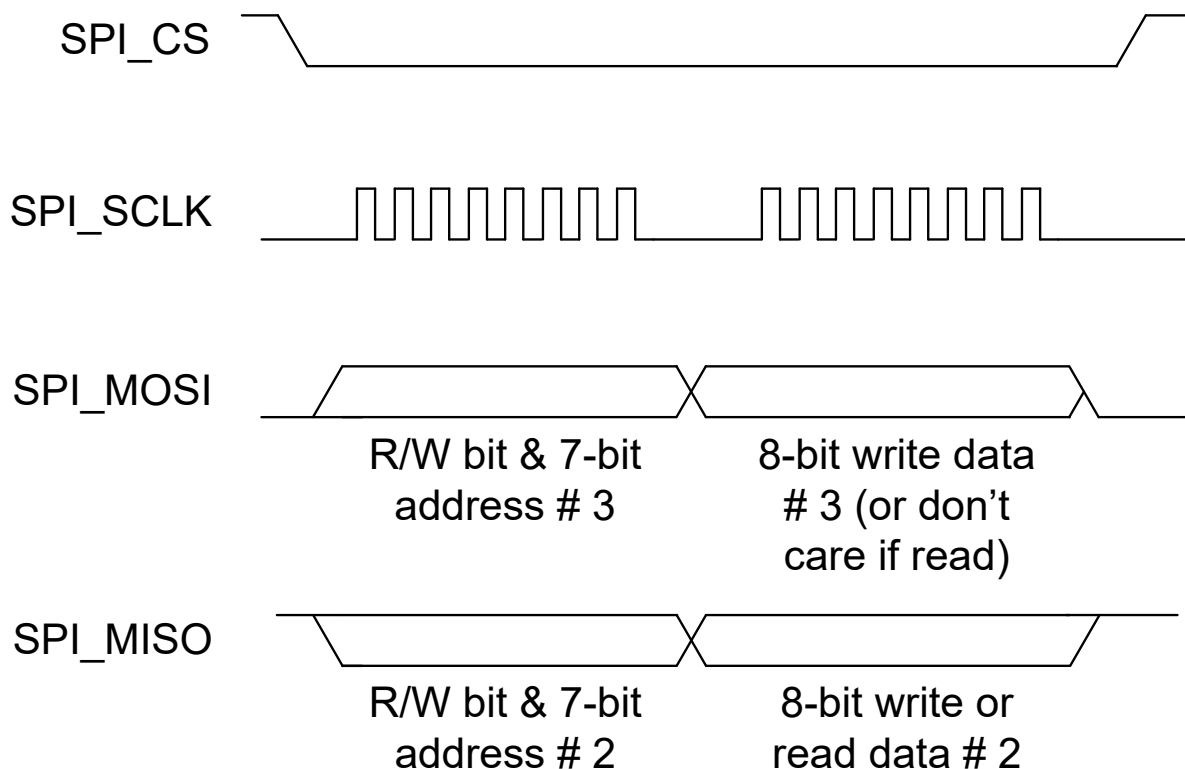 SPI_CS
SPI_SCLK
SPI_MOSI
R/W bit & 7-bit
address # 3
8-bit write data
# 3 (or don’t
care if read)
SPI_MISO
R/W bit & 7-bit
address # 2
8-bit write or
read data # 2